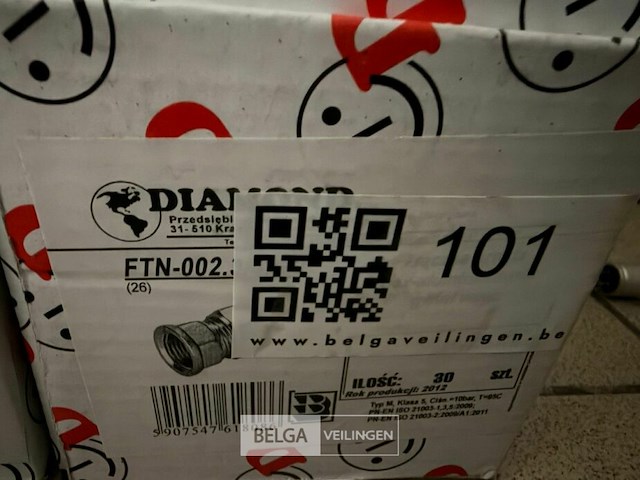 DIAMOND
Przedsiębi
31-510 Kra
Te
FTN-002.
(26)
101
www.belgaveilingen.be
ILOŚĆ: 30 szt.
Rok produkcji: 2012
Typ M, Klasa 5, Ciśn.=10bar, T=95C
PN-EN ISO 21003-1,3,5:2009;
PN-EN ISO 21003-2:2009/A1:2011
B
5907547618
BELGA VEILINGEN